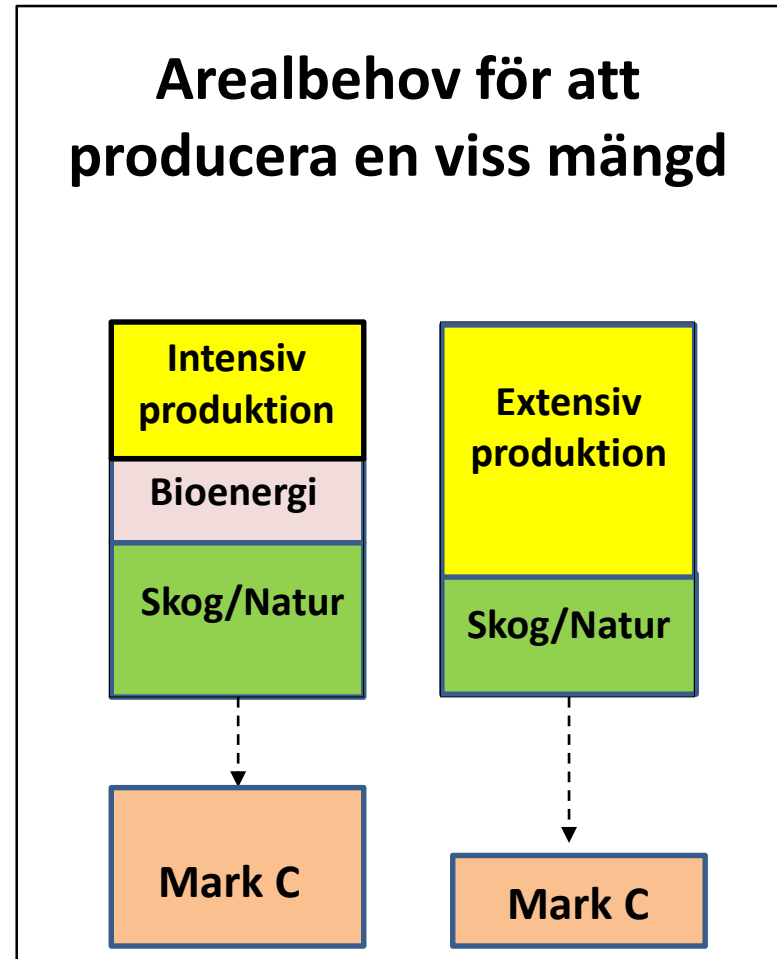 Arealbehov för att
producera en viss mängd
Intensiv
produktion
Bioenergi
Skog/Natur
Mark C
Extensiv
produktion
Skog/Natur
Mark C